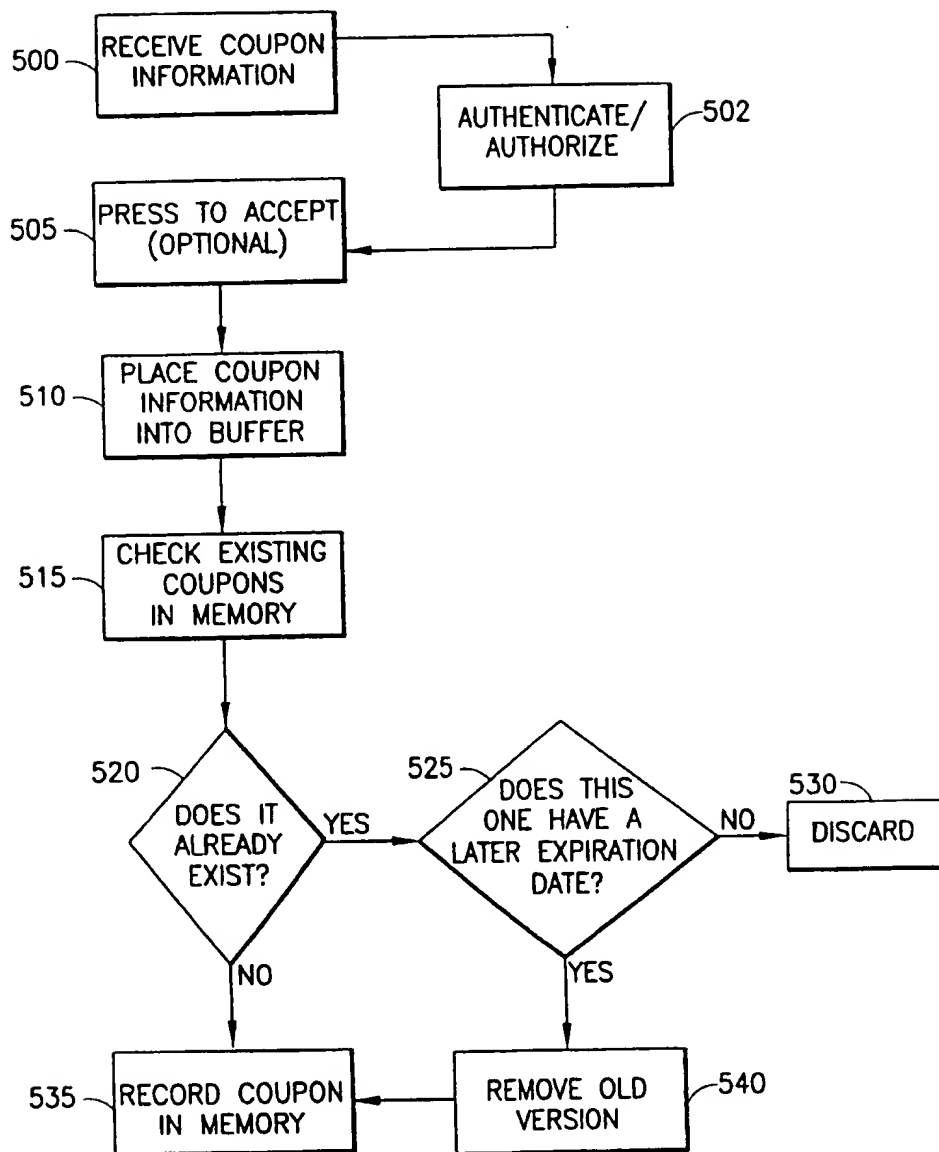 500
RECEIVE COUPON
INFORMATION
AUTHENTICATE/
AUTHORIZE
502
505
PRESS TO ACCEPT
(OPTIONAL)
510
PLACE COUPON
INFORMATION
INTO BUFFER
515
CHECK EXISTING
COUPONS
IN MEMORY
520
DOES IT
ALREADY
EXIST?
YES
NO
525
DOES THIS
ONE HAVE A
LATER EXPIRATION
DATE?
NO
YES
530
DISCARD
535
RECORD COUPON
IN MEMORY
REMOVE OLD
VERSION
540